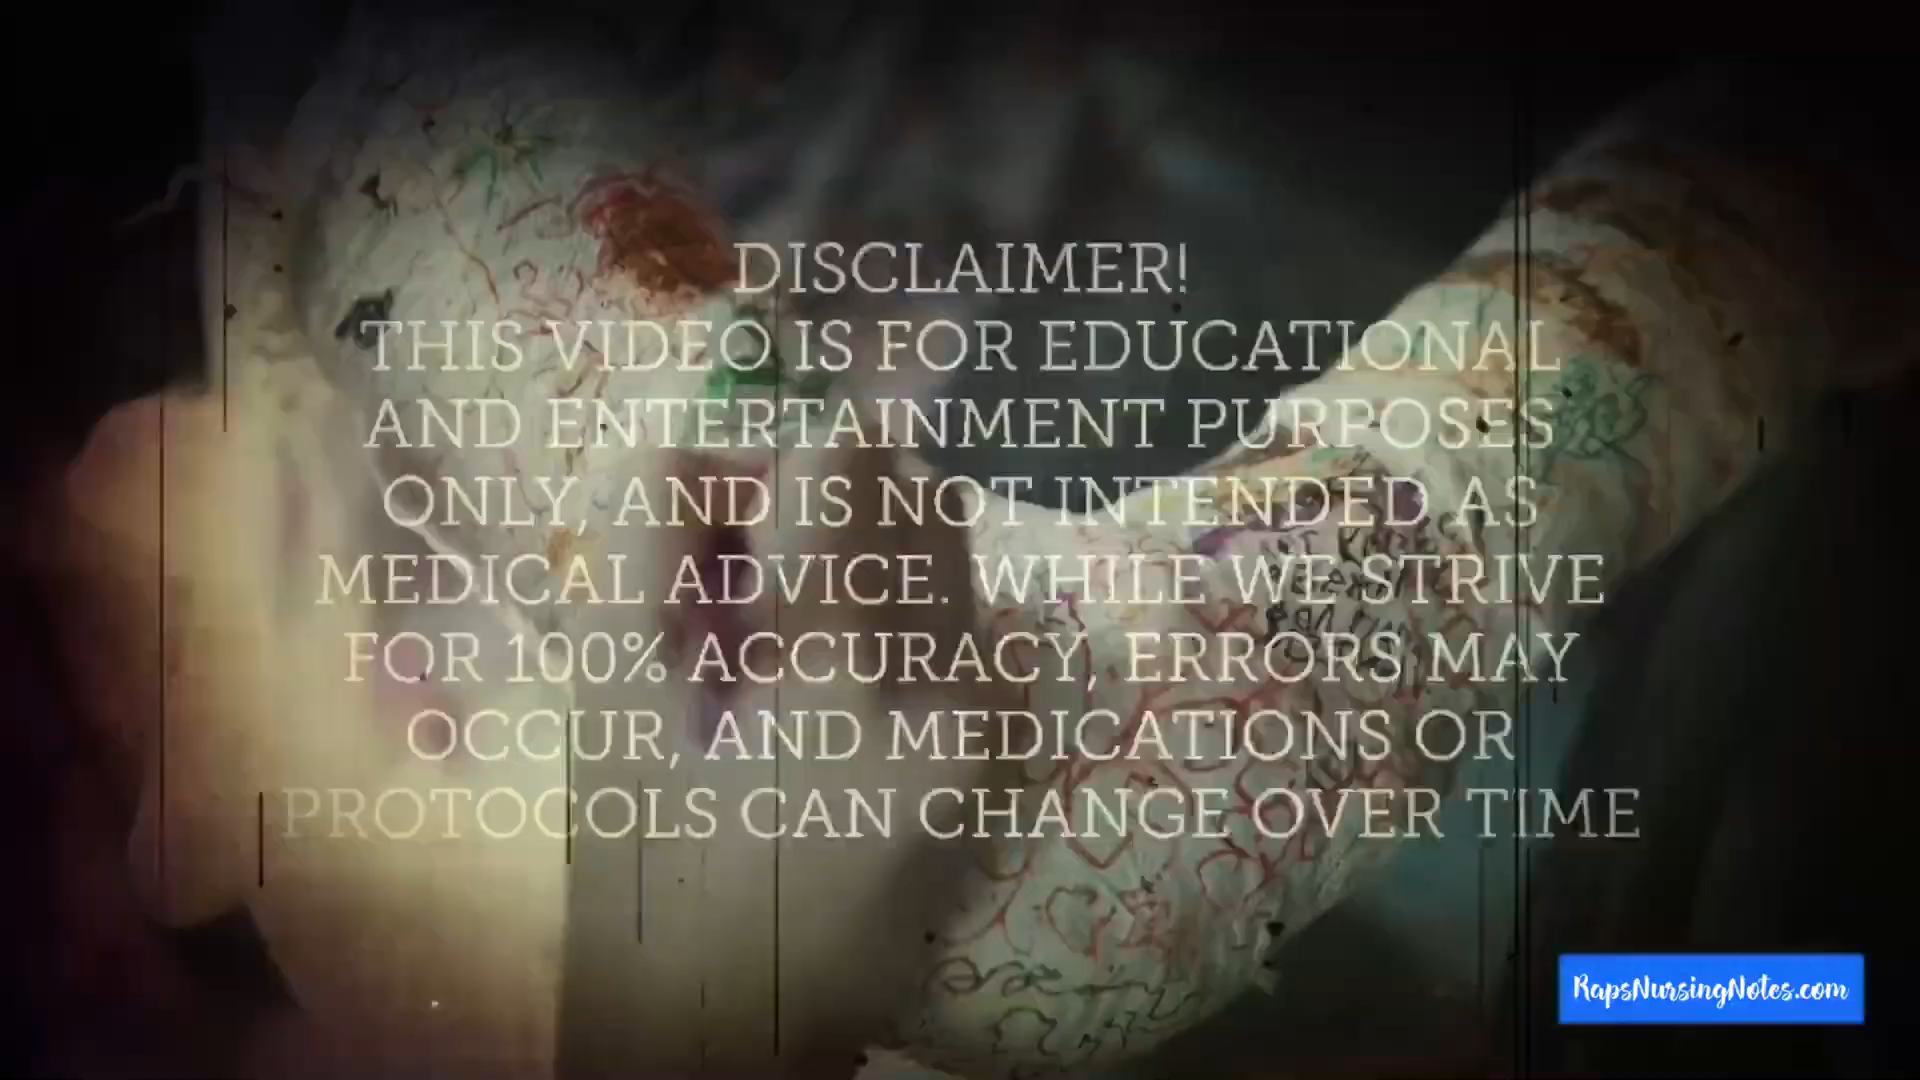 DISCLAIMER!
THIS VIDEO IS FOR EDUCATIONAL
AND ENTERTAINMENT PURPOSES
ONLY, AND IS NOT INTENDED AS
MEDICAL ADVICE. WHILE WE STRIVE
FOR 100% ACCURACY, ERRORS MAY
OCCUR, AND MEDICATIONS OR
PROTOCOLS CAN CHANGE OVER TIME
RapsNursingNotes.com